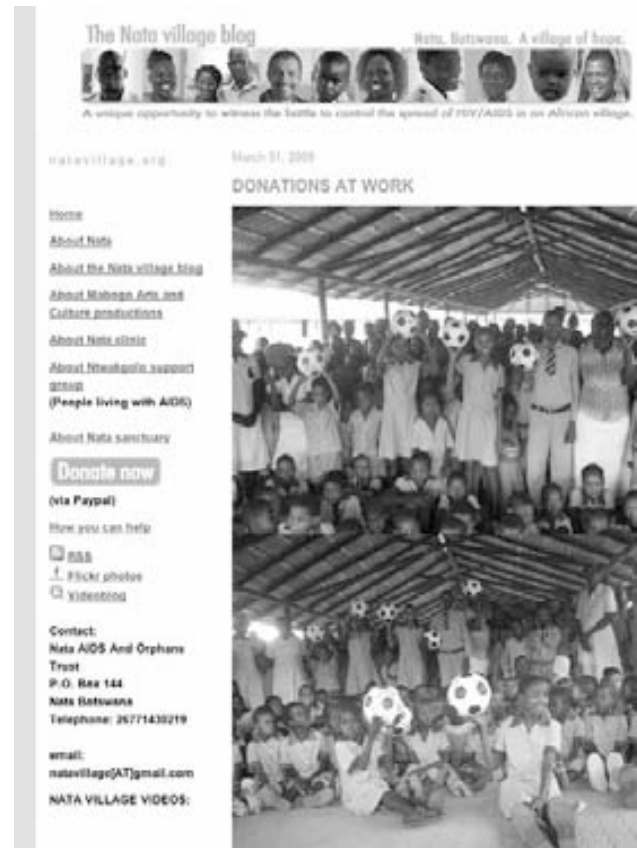 The Nata village blog
Nata, Botswana. A village of hope.
A unique opportunity to witness the battle to control the spread of HIV/AIDS in an African village.
natavillage.org
March 31, 2009
DONATIONS AT WORK
Home
About Nata
About the Nata village blog
About Mabogo Arts and
Culture productions
About Nata clinic
About support
group
(People living with AIDS)
About Nata sanctuary
Donate now
(via Paypal)
How you can help
RSS
Flickr photos
Videoblog
Contact:
Nata AIDS And Orphans
Trust
P.O. Box 144
Nata Botswana
Telephone: 26771430219
email:
natavillage[AT]gmail.com
NATA VILLAGE VIDEOS: